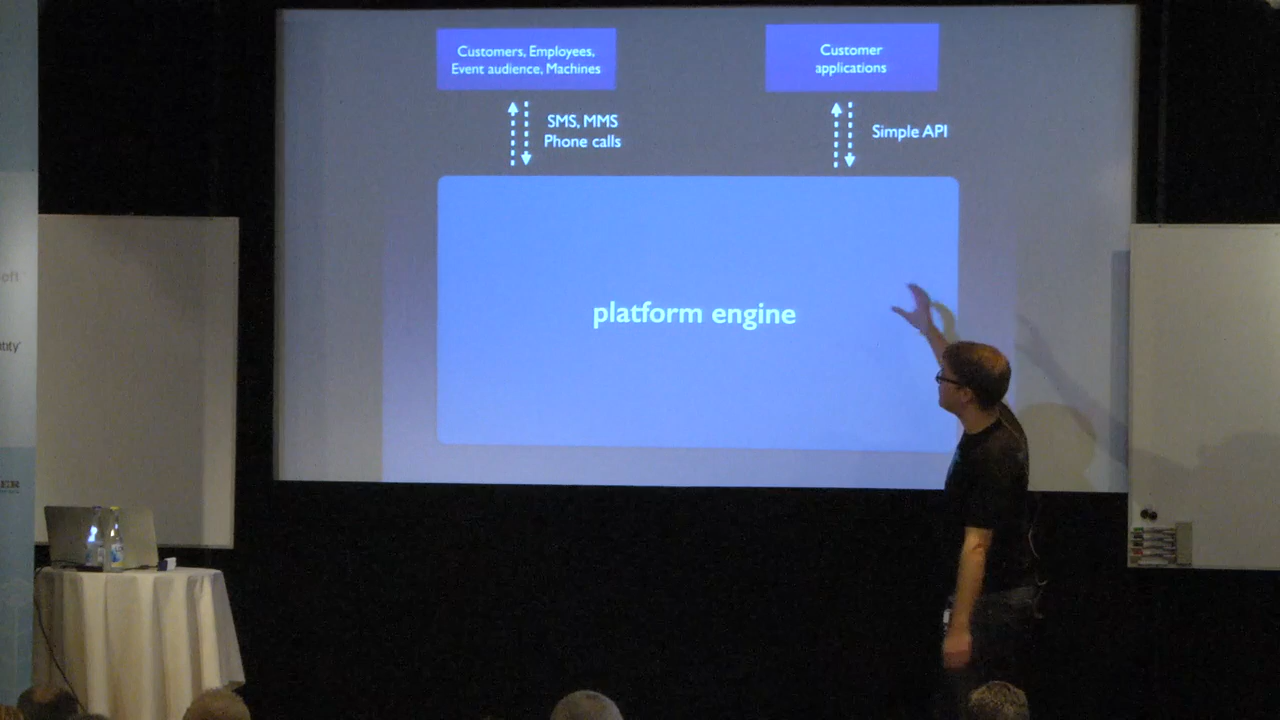 Customers, Employees,
Event audience, Machines
Customer
applications
SMS, MMS
Phone calls
Simple API
platform engine